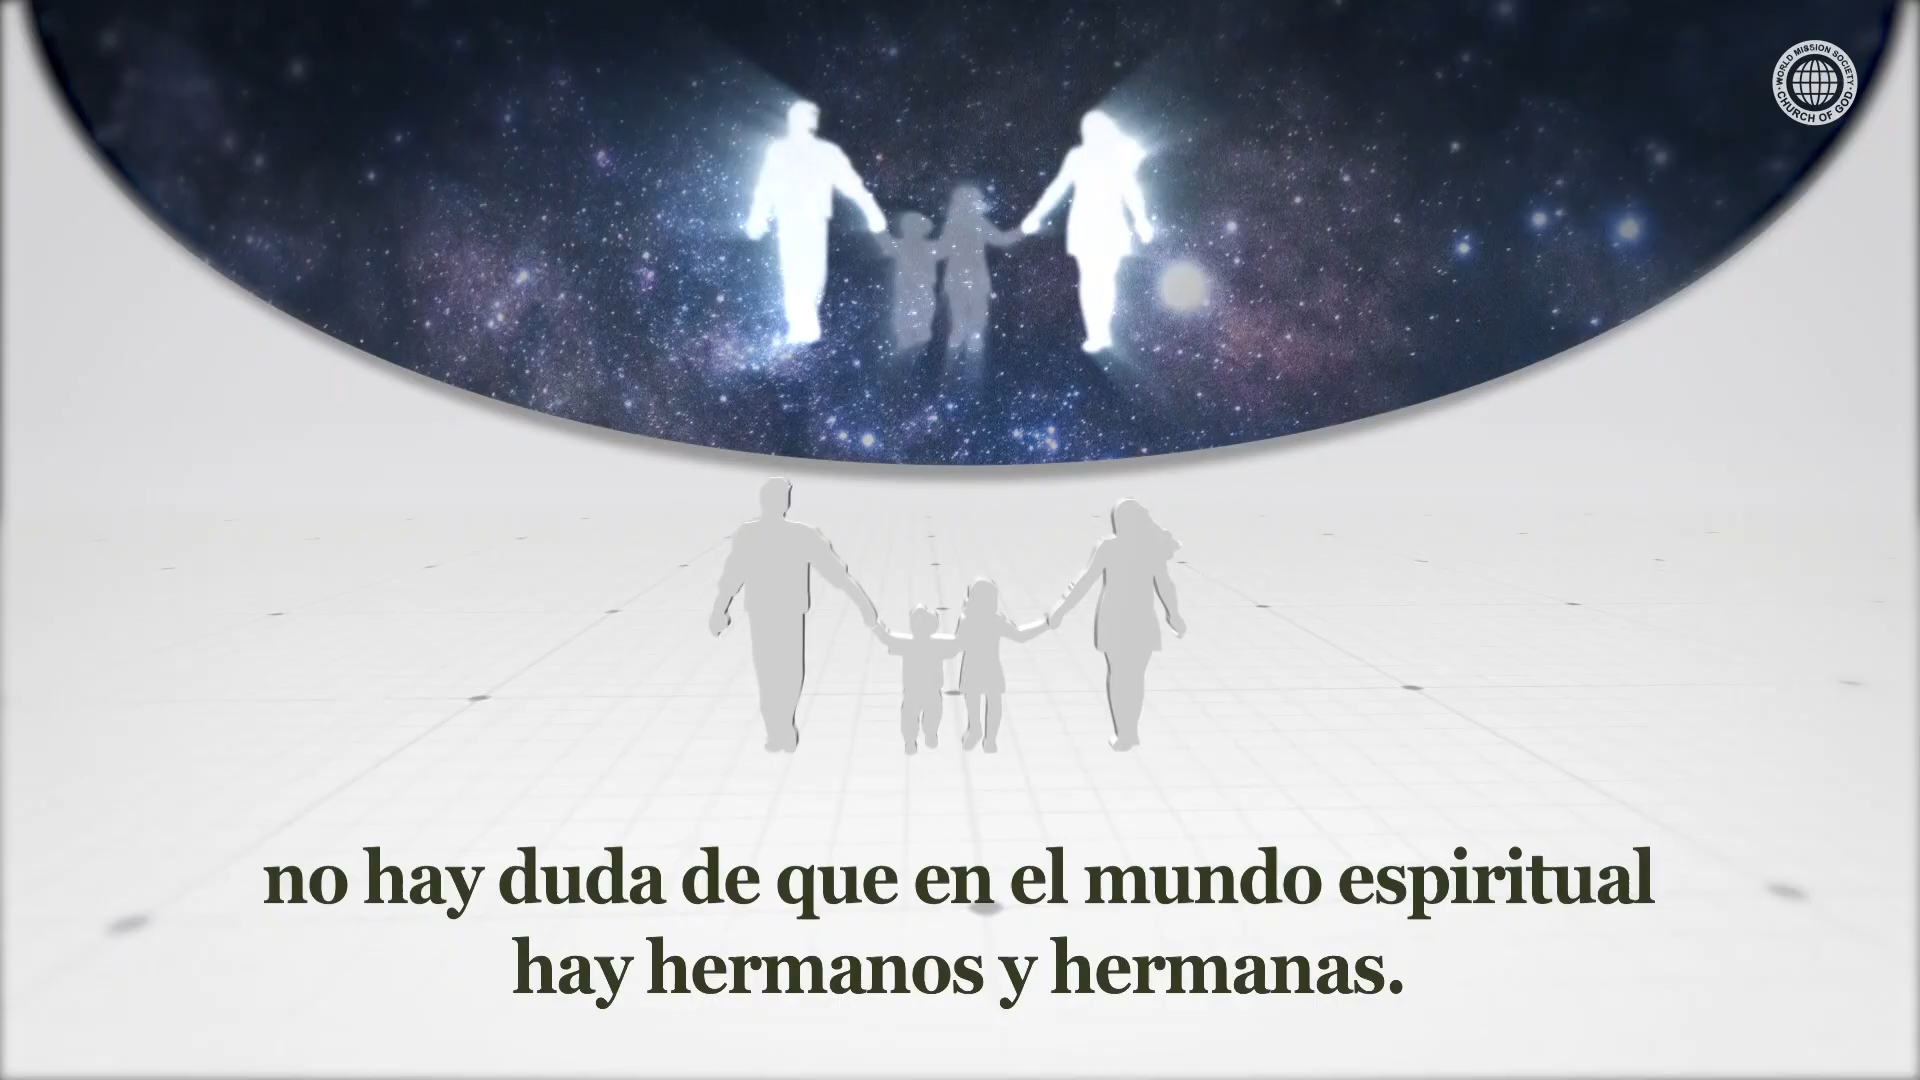 WORLD MISSION SOCIETY
CHURCH OF GOD
no hay duda de que en el mundo espiritual
hay hermanos y hermanas.